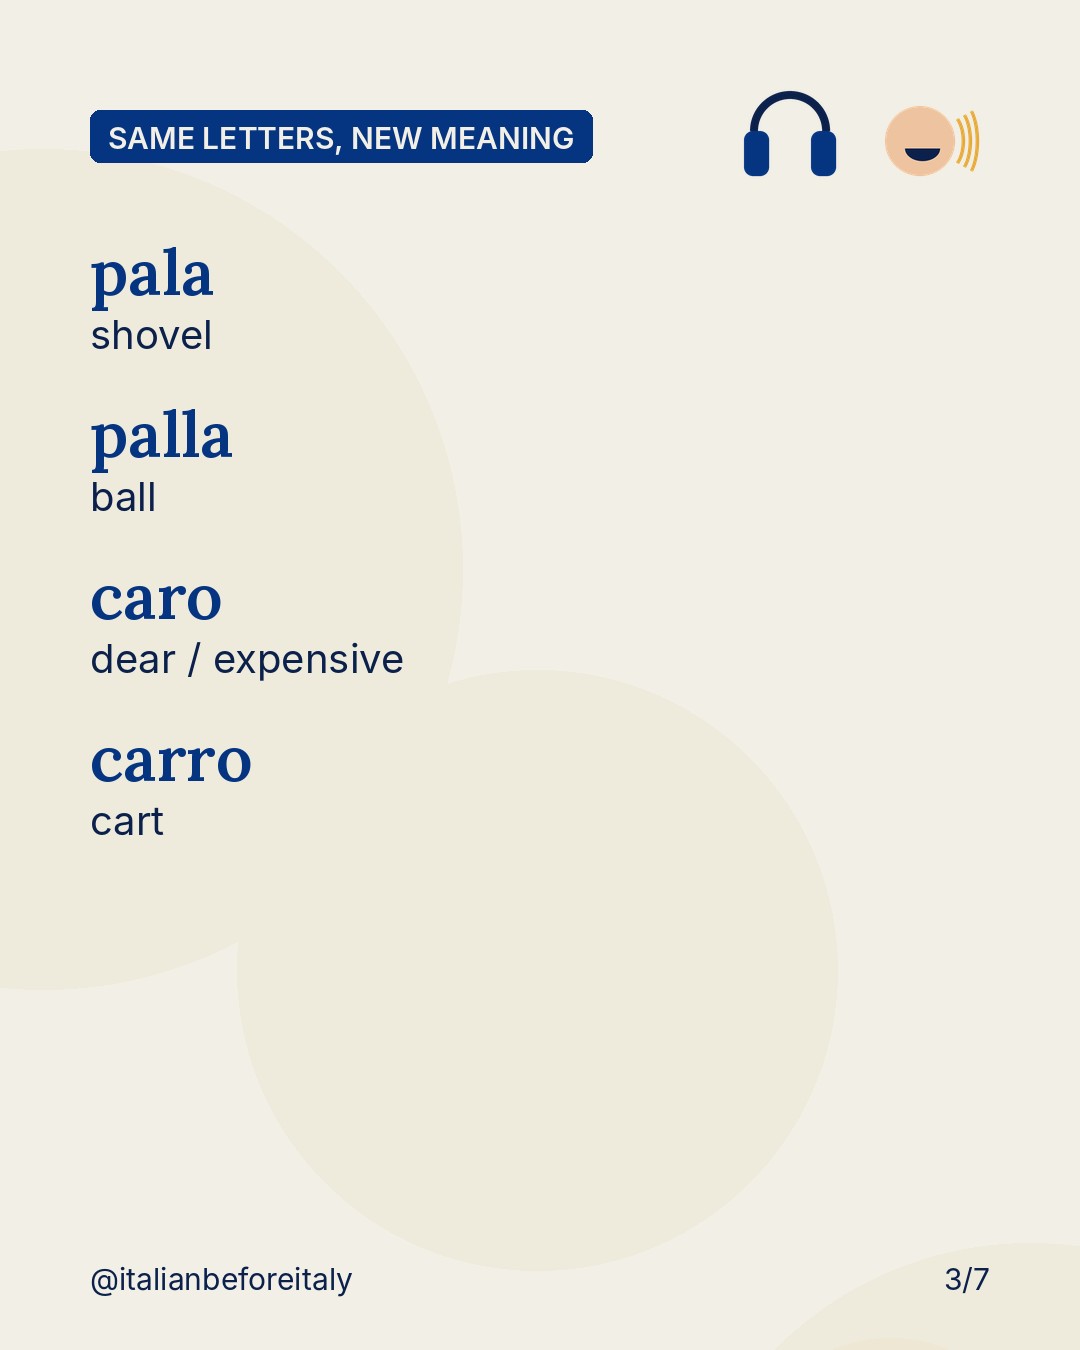 SAME LETTERS, NEW MEANING
pala
shovel
palla
ball
caro
dear / expensive
carro
cart
@italianbeforeitaly
3/7